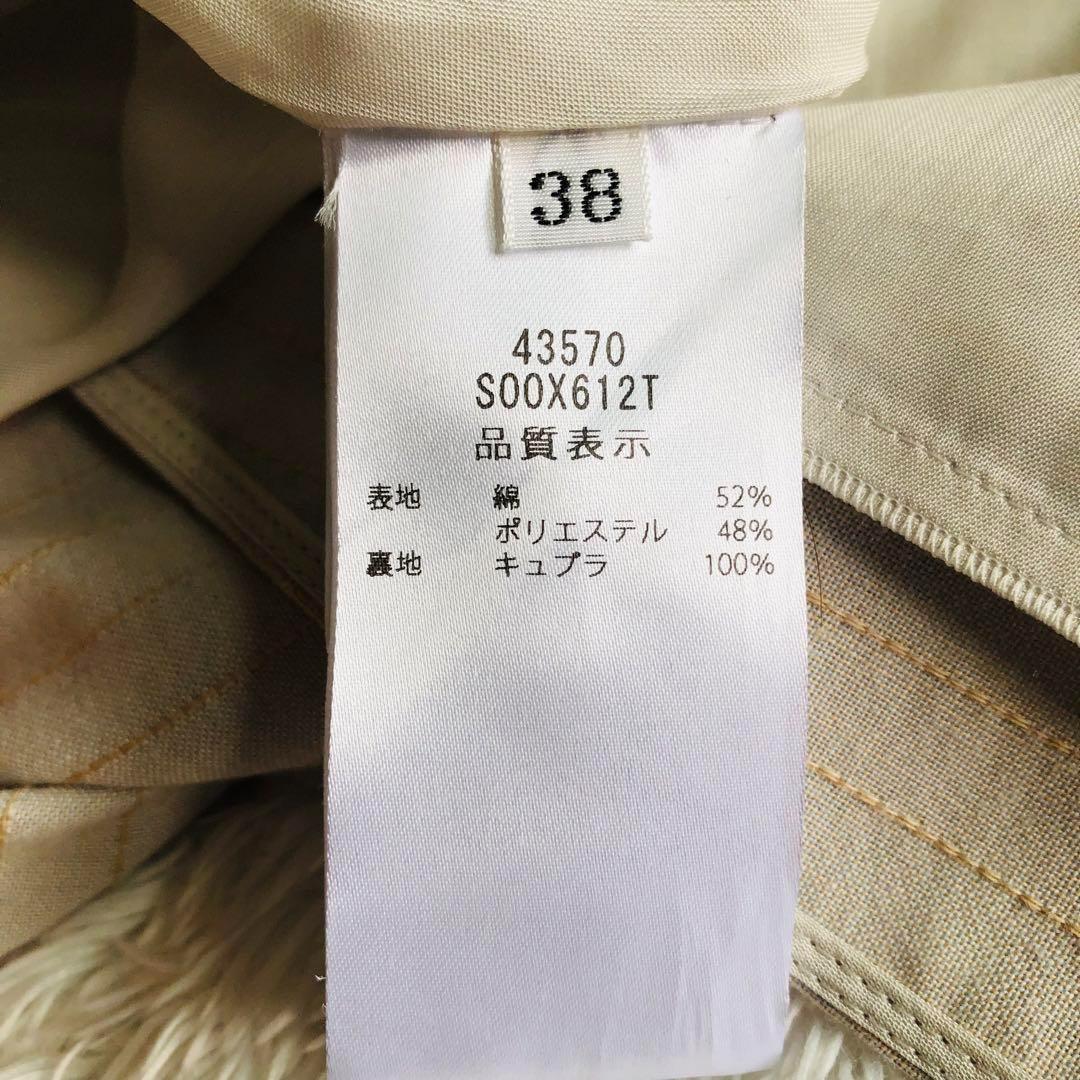 38
43570
S00X612T
品質表示
表地 綿 52%
ポリエステル 48%
裏地 キュプラ 100%